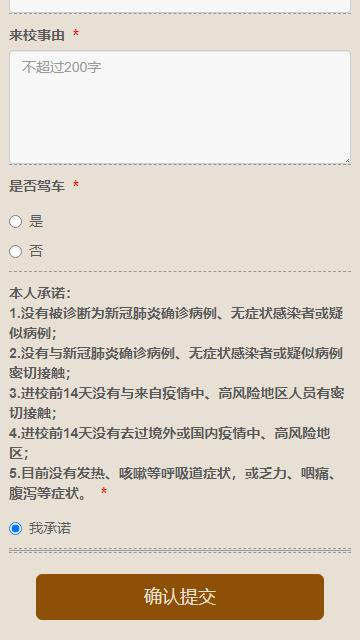 来校事由 *
不超过200字
是否驾车 *
是
否
本人承诺：
1.没有被诊断为新冠肺炎确诊病例、无症状感染者或疑
似病例；
2.没有与新冠肺炎确诊病例、无症状感染者或疑似病例
密切接触；
3.进校前14天没有与来自疫情中、高风险地区人员有密
切接触；
4.进校前14天没有去过境外或国内疫情中、高风险地
区；
5.目前没有发热、咳嗽等呼吸道症状，或乏力、咽痛、
腹泻等症状。 *
我承诺
确认提交